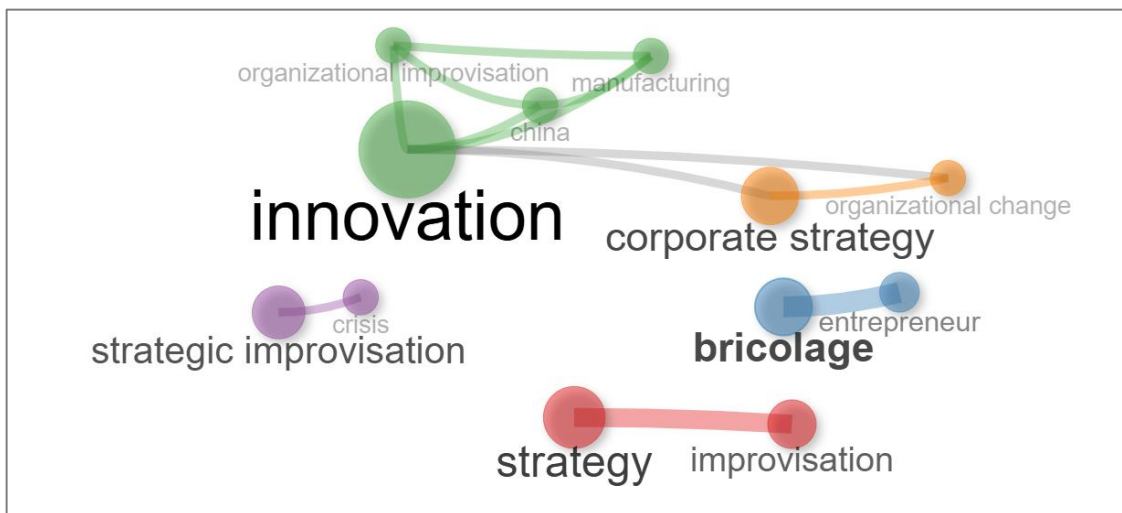 organizational improvisation
manufacturing
china
innovation
organizational change
corporate strategy
crisis
strategic improvisation
entrepreneur
bricolage
strategy
improvisation